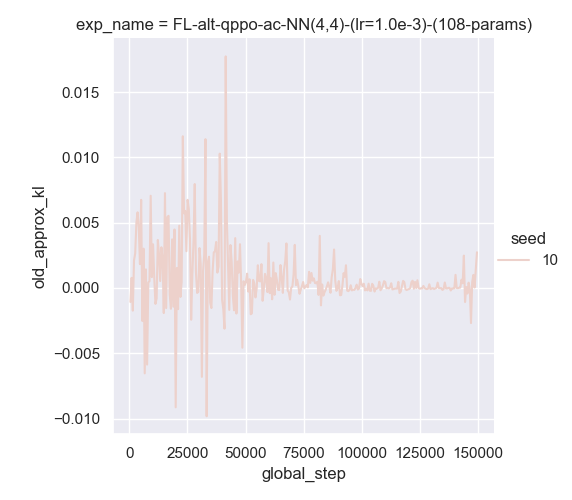 exp_name = FL-alt-qppo-ac-NN(4,4)-(lr=1.0e-3)-(108-params)
0.015
0.010
0.005
0.000
−0.005
−0.010
old_approx_kl
0 25000 50000 75000 100000 125000 150000
global_step
seed
10